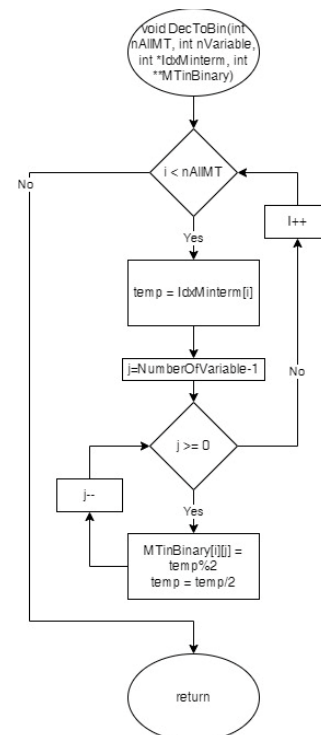 void DecToBin(int
nAllMT, int nVariable,
int *IdxMinterm, int
**MTinBinary)
i < nAllMT
No
I++
Yes
temp = IdxMinterm[i]
j=NumberOfVariable-1
No
j >= 0
j--
Yes
MTinBinary[i][j] =
temp%2
temp = temp/2
return